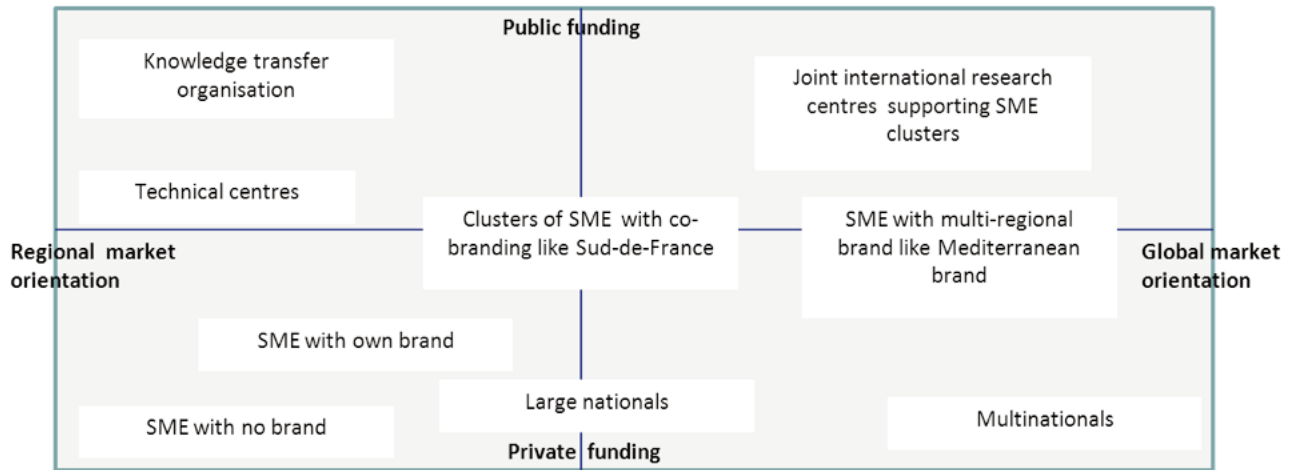 Public funding
Knowledge transfer
organisation
Joint international research
centres supporting SME
clusters
Technical centres
Clusters of SME with co-
branding like Sud-de-France
SME with multi-regional
brand like Mediterranean
brand
Regional market
orientation
Global market
orientation
SME with own brand
Large nationals
SME with no brand
Multinationals
Private funding